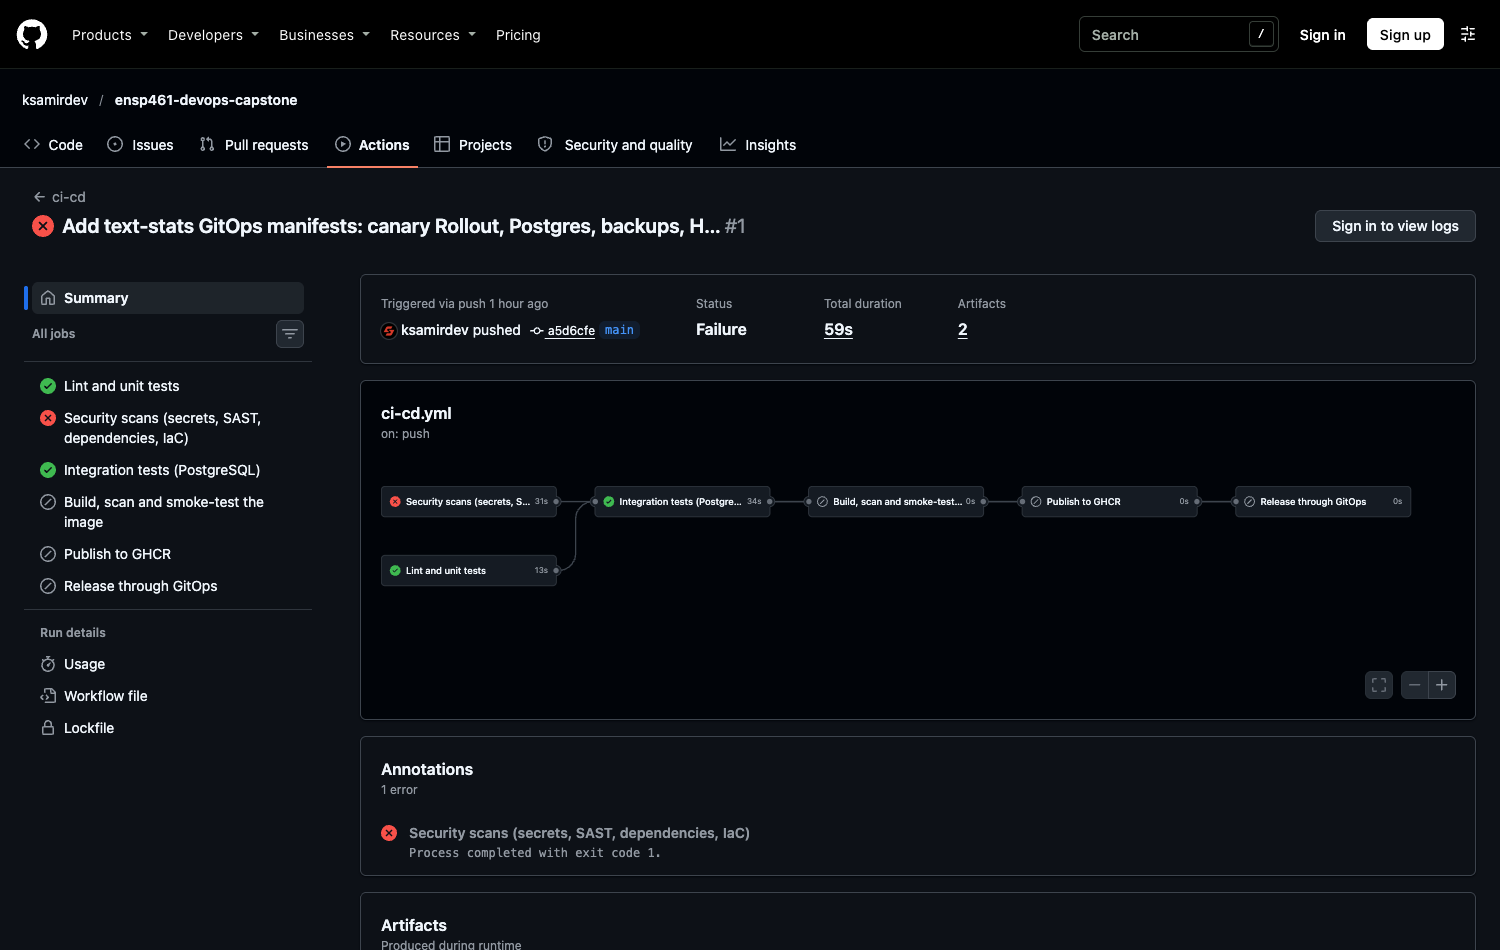 Products Developers Businesses Resources Pricing Search / Sign in Sign up
ksamirdev / ensp461-devops-capstone
Code Issues Pull requests Actions Projects Security and quality Insights
ci-cd
Add text-stats GitOps manifests: canary Rollout, Postgres, backups, H... #1
Sign in to view logs
Summary
All jobs
Lint and unit tests
Security scans (secrets, SAST,
dependencies, IaC)
Integration tests (PostgreSQL)
Build, scan and smoke-test the
image
Publish to GHCR
Release through GitOps
Run details
Usage
Workflow file
Lockfile
Triggered via push 1 hour ago
ksamirdev pushed a5d6cfe main
Status
Failure
Total duration
59s
Artifacts
2
ci-cd.yml
on: push
Security scans (secrets, S... 31s
Integration tests (Postgre... 34s
Build, scan and smoke-test... 0s
Publish to GHCR 0s
Release through GitOps 0s
Lint and unit tests 13s
Annotations
1 error
Security scans (secrets, SAST, dependencies, IaC)
Process completed with exit code 1.
Artifacts
Produced during runtime